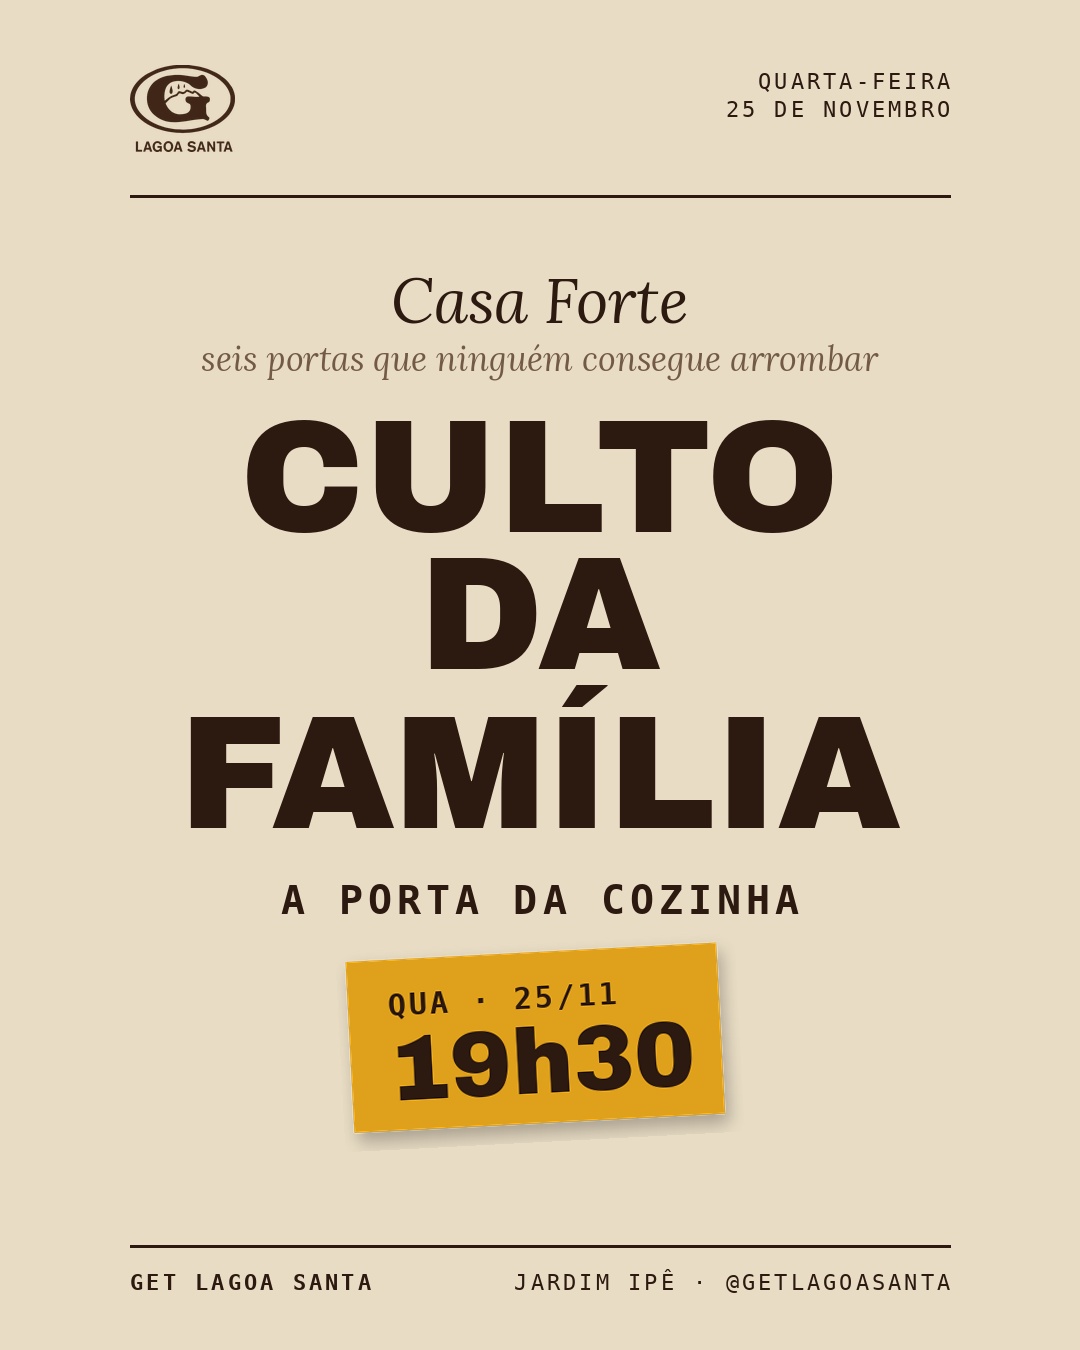 LAGOA SANTA
QUARTA-FEIRA
25 DE NOVEMBRO
Casa Forte
seis portas que ninguém consegue arrombar
CULTO
DA
FAMÍLIA
A PORTA DA COZINHA
QUA · 25/11
19h30
GET LAGOA SANTA
JARDIM IPÊ · @GETLAGOASANTA